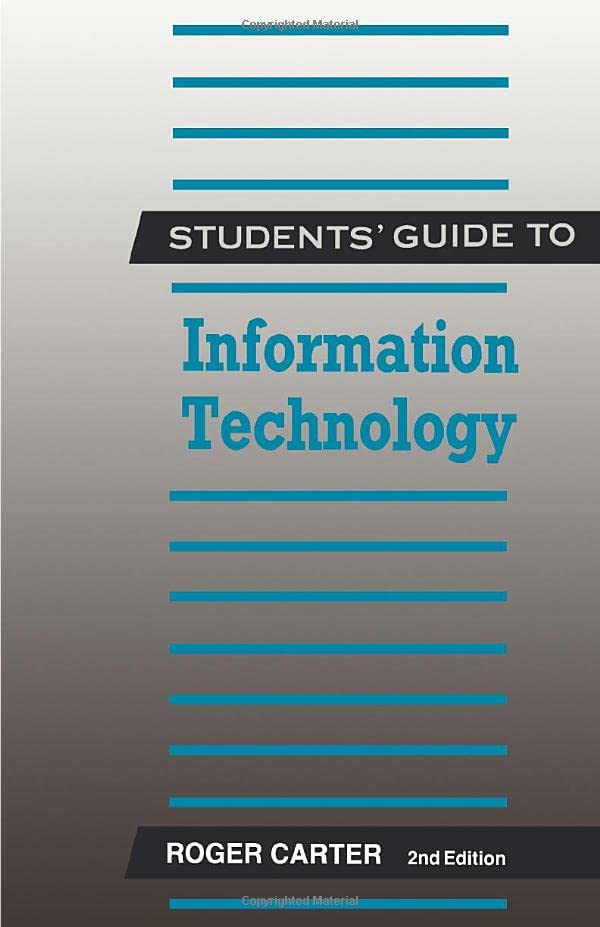 Copyrighted Material
STUDENTS' GUIDE TO
Information
Technology
ROGER CARTER 2nd Edition
Copyrighted Material